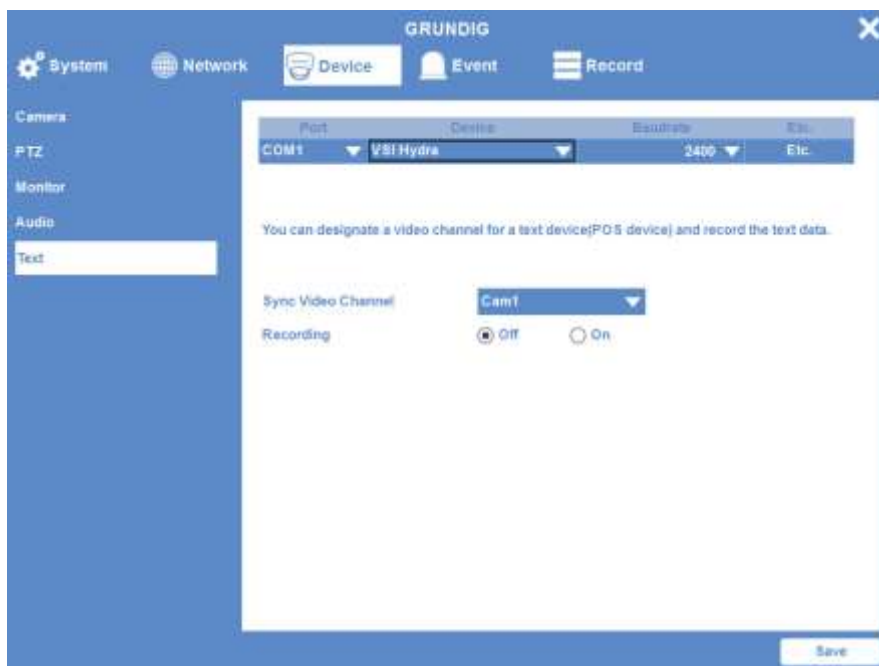 GRUNDIG
System Network Device Event Record
Camera
PTZ
Monitor
Audio
Text
Port Device Baudrate Etc.
COM1 VSI Hydra 2400 Etc.
You can designate a video channel for a text device(POS device) and record the text data.
Sync Video Channel Cam1
Recording Off On
Save